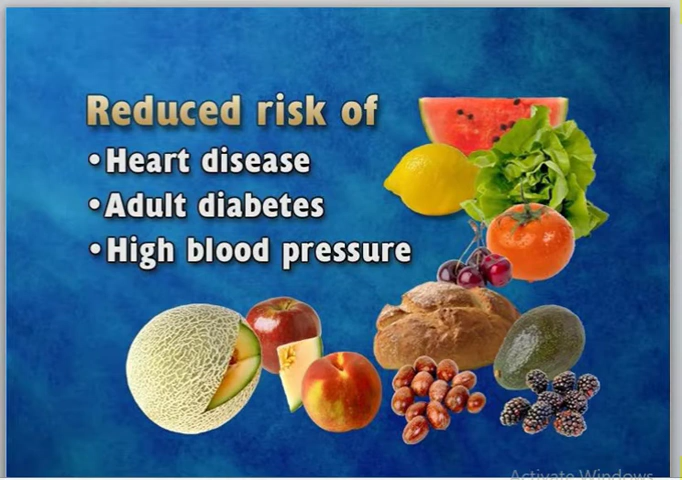 Reduced risk of
•Heart disease
•Adult diabetes
•High blood pressure
Activate Windows